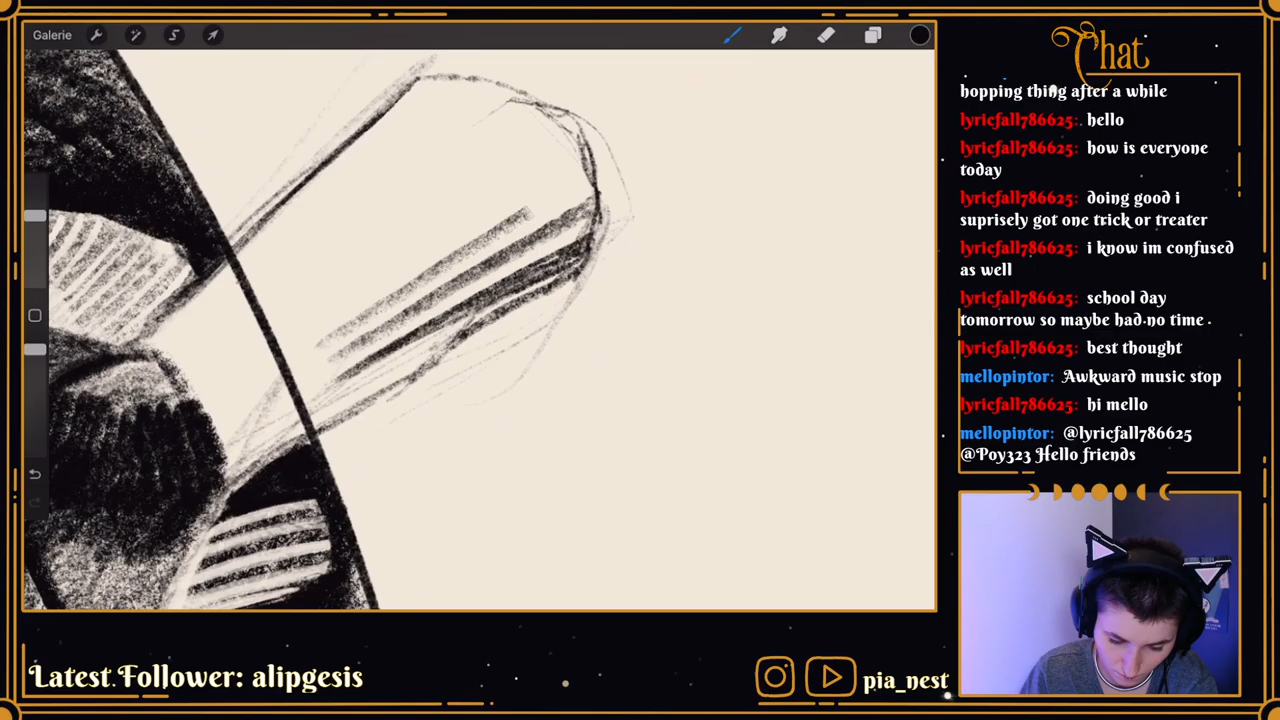 Galerie
Chat
hopping thing after a while
lyricfall786625: hello
lyricfall786625: how is everyone
today
lyricfall786625: doing good i
suprisely got one trick or treater
lyricfall786625: i know im confused
as well
lyricfall786625: school day
tomorrow so maybe had no time
lyricfall786625: best thought
mellopintor: Awkward music stop
lyricfall786625: hi mello
mellopintor: @lyricfall786625
@Poy323 Hello friends
Latest Follower: alipgesis
pia_nest